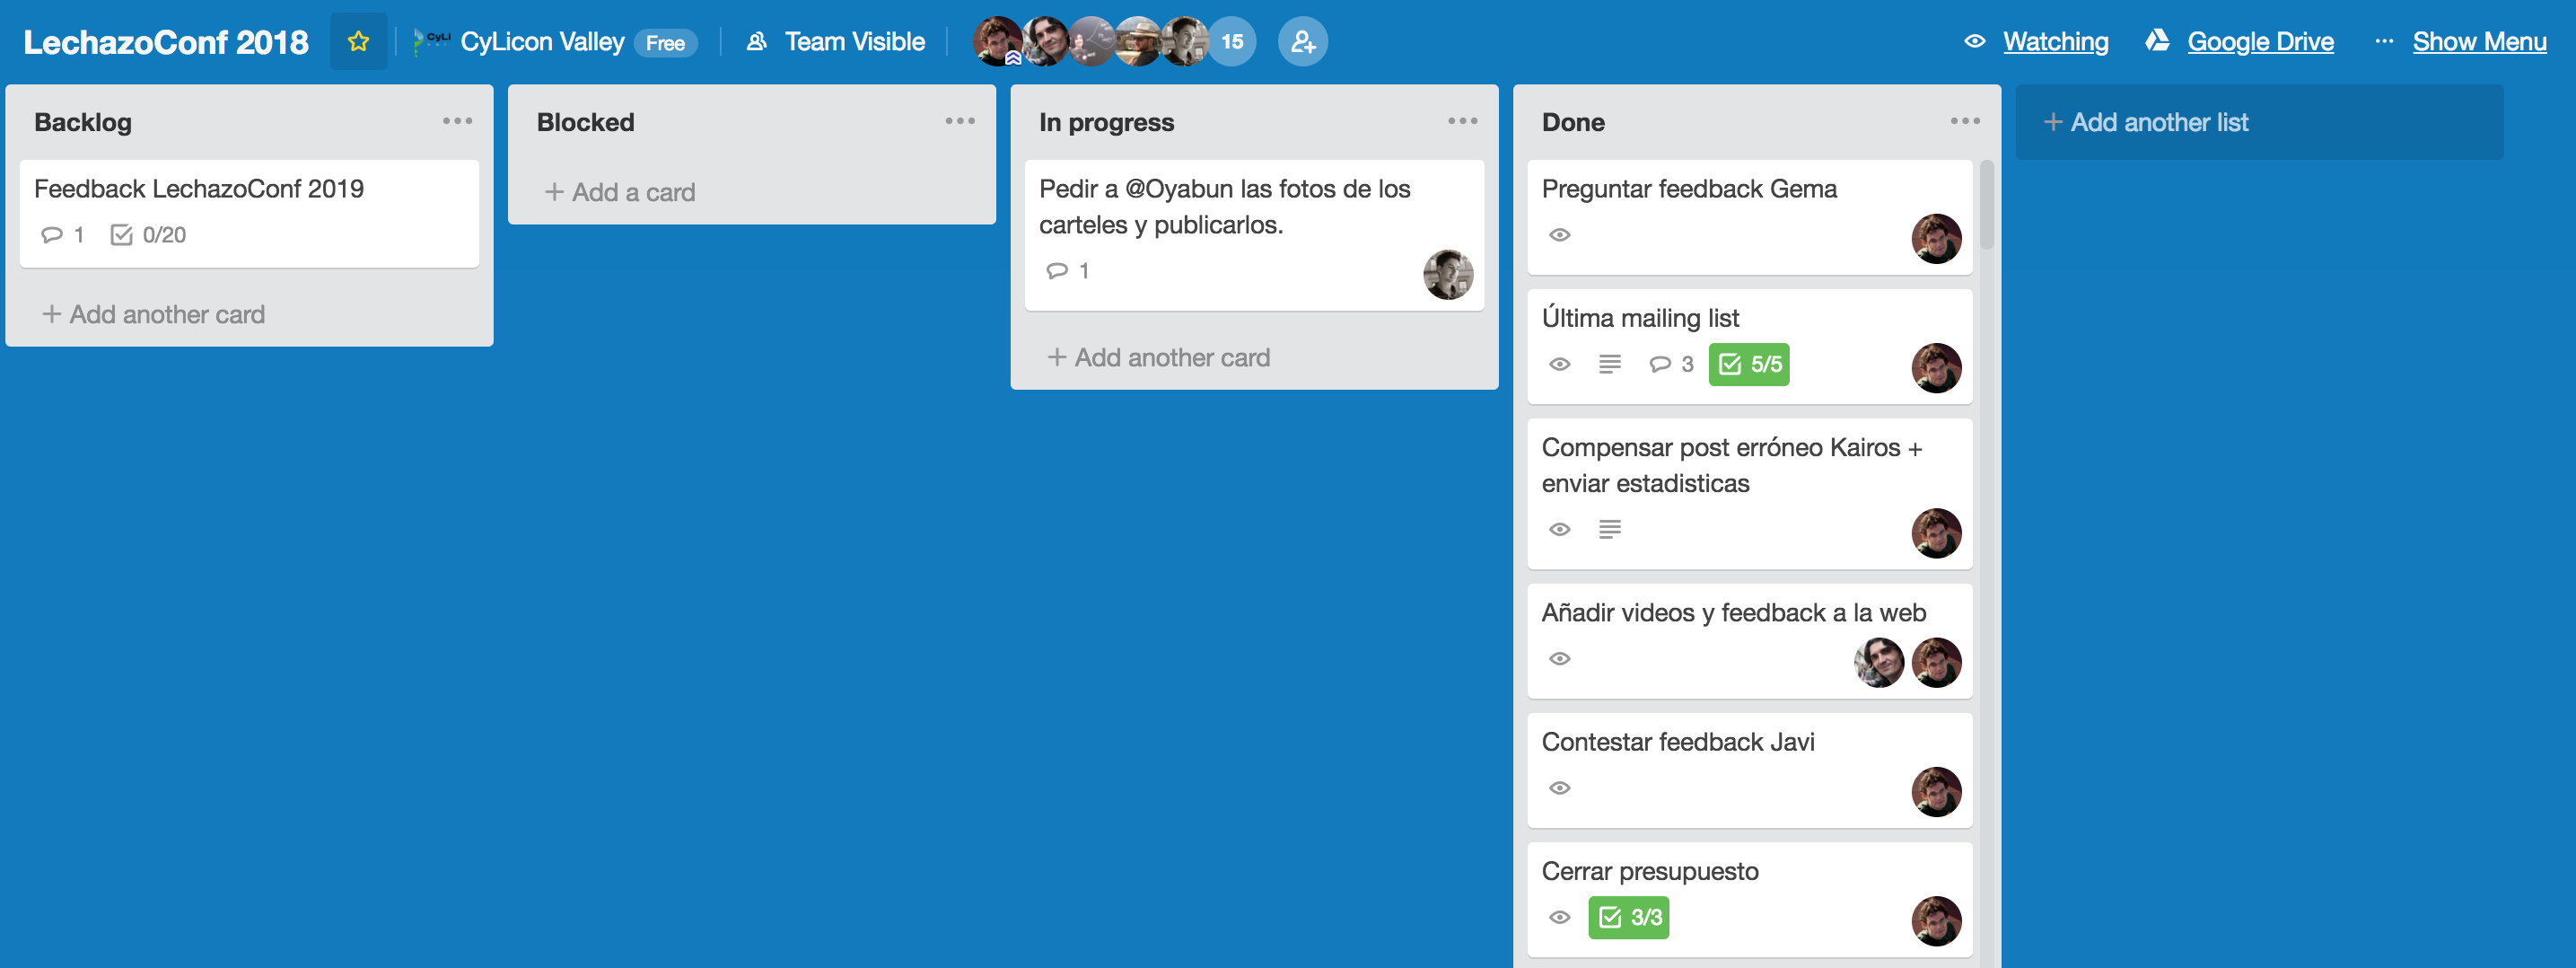 LechazoConf 2018
CyLi
CyLicon Valley Free
Team Visible
15
Watching
Google Drive
Show Menu
Backlog
Feedback LechazoConf 2019
1 0/20
+ Add another card
Blocked
+ Add a card
In progress
Pedir a @Oyabun las fotos de los
carteles y publicarlos.
1
+ Add another card
Done
Preguntar feedback Gema
Última mailing list
3 5/5
Compensar post erróneo Kairos +
enviar estadisticas
Añadir videos y feedback a la web
Contestar feedback Javi
Cerrar presupuesto
3/3
+ Add another list